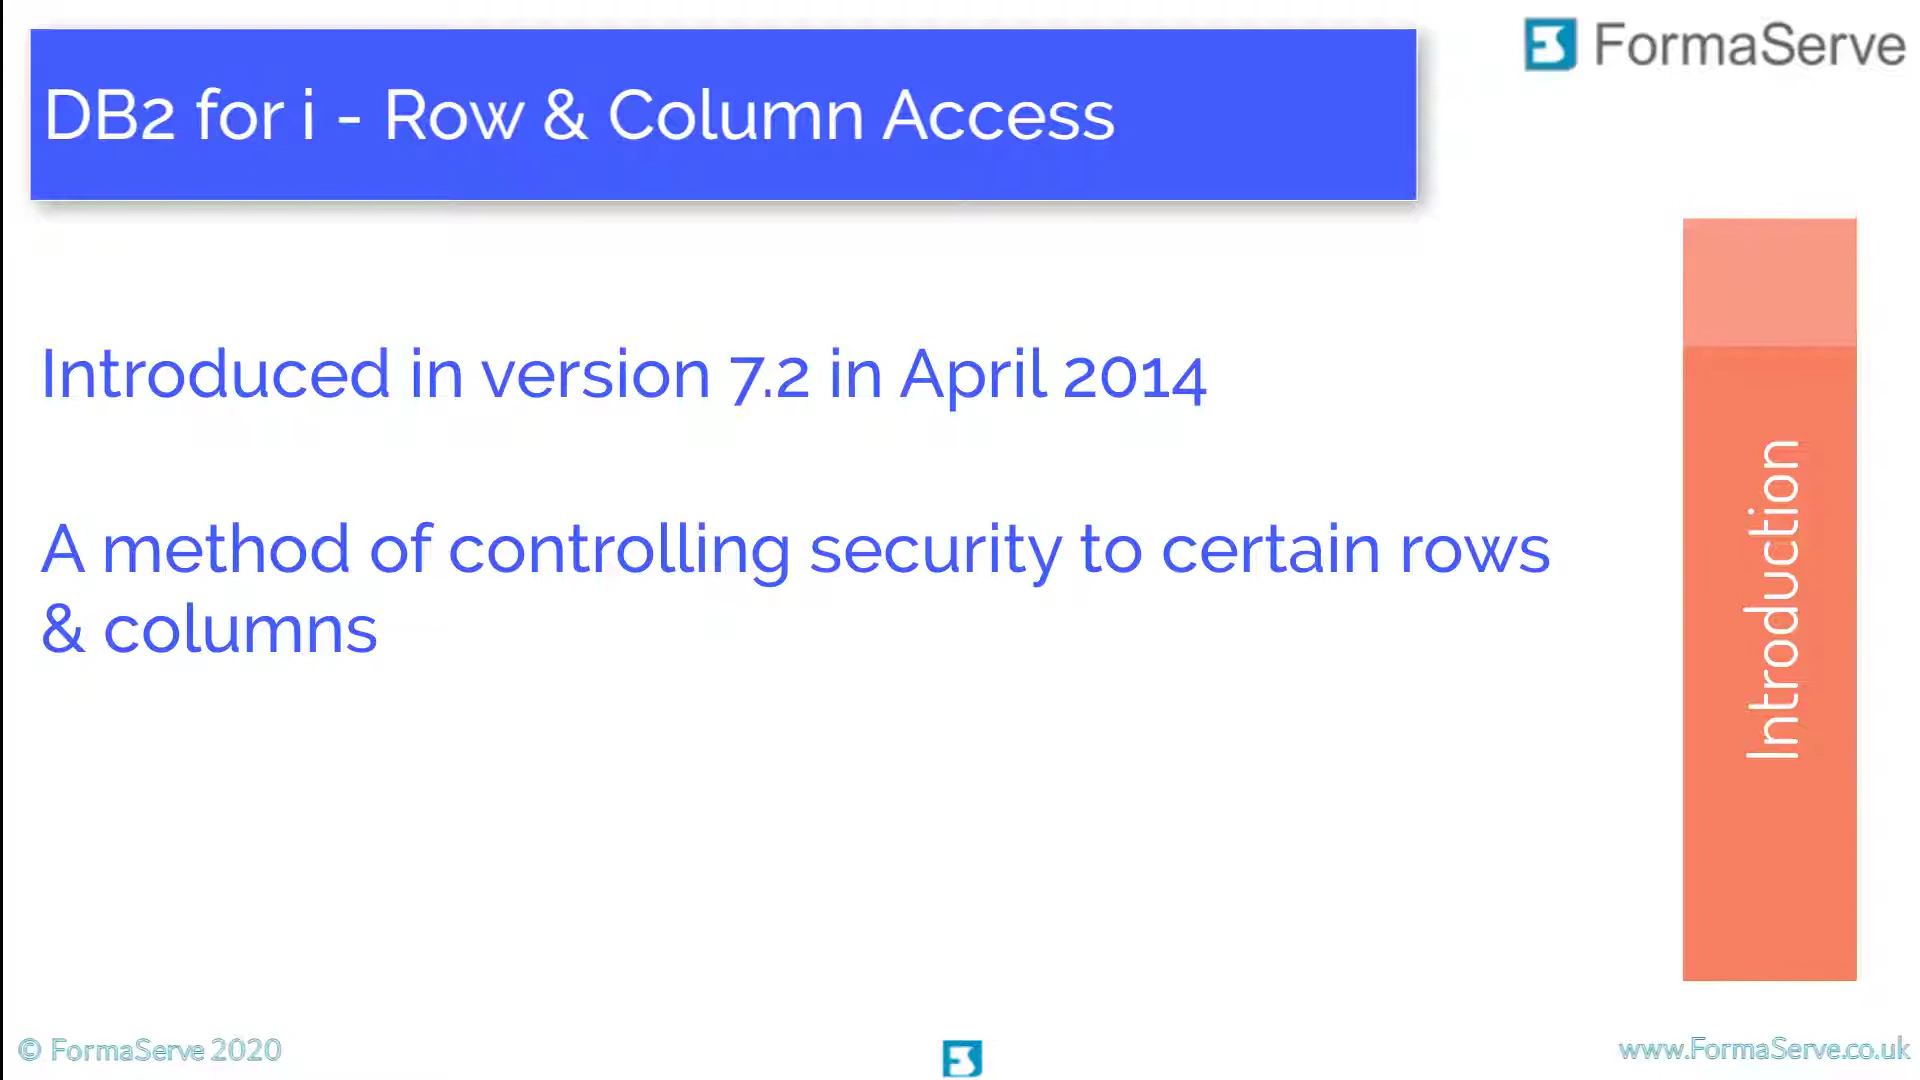 FormaServe
DB2 for i - Row & Column Access
Introduced in version 7.2 in April 2014
A method of controlling security to certain rows
& columns
Introduction
© FormaServe 2020
www.FormaServe.co.uk